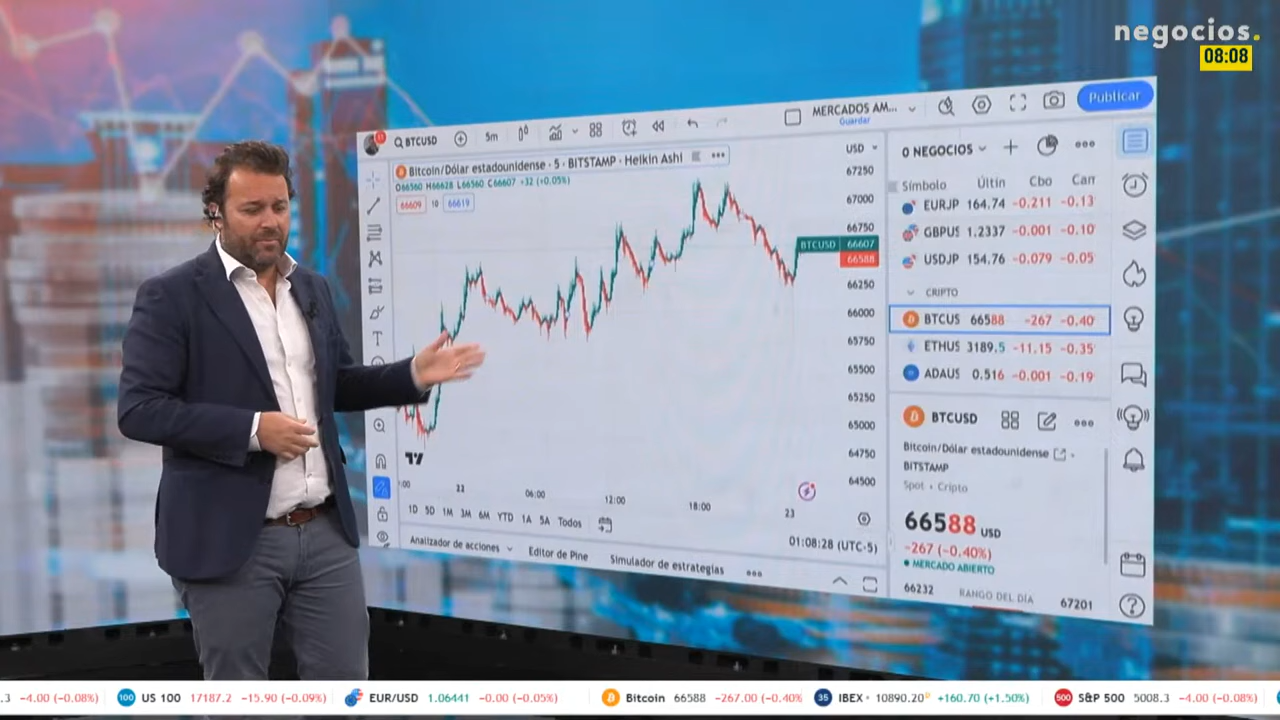 negocios.
08:08
11
BTCUSD
5m
MERCADOS AM...
Guardar
Publicar
Bitcoin/Dólar estadounidense · 5 · BITSTAMP · Heikin Ashi
O66560 H66628 L66560 C66607 +32 (+0.05%)
66609 10 66619
USD
67250
67000
66750
BTCUSD 66607
66588
66250
66000
65750
65500
65250
65000
64750
64500
:00 22 06:00 12:00 18:00 23
1D 5D 1M 3M 6M YTD 1A 5A Todos
01:08:28 (UTC-5)
Analizador de acciones Editor de Pine Simulador de estrategias
0 NEGOCIOS
Símbolo Últin Cbo Cam
EURJP 164.74 -0.211 -0.13
GBPUS 1.2337 -0.001 -0.10
USDJP 154.76 -0.079 -0.05
CRIPTO
BTCUS 66588 -267 -0.40
ETHUS 3189.5 -11.15 -0.35
ADAUS 0.516 -0.001 -0.19
BTCUSD
Bitcoin/Dólar estadounidense
BITSTAMP
Spot • Cripto
66588 USD
-267 (-0.40%)
MERCADO ABIERTO
66232 RANGO DEL DÍA 67201
.3 -4.00 (-0.08%) 100 US 100 17187.2 -15.90 (-0.09%) EUR/USD 1.06441 -0.00 (-0.05%) Bitcoin 66588 -267.00 (-0.40% 35 IBEX 10890.20 D +160.70 (+1.50%) 500 S&P 500 5008.3 -4.00 (-0.08%)